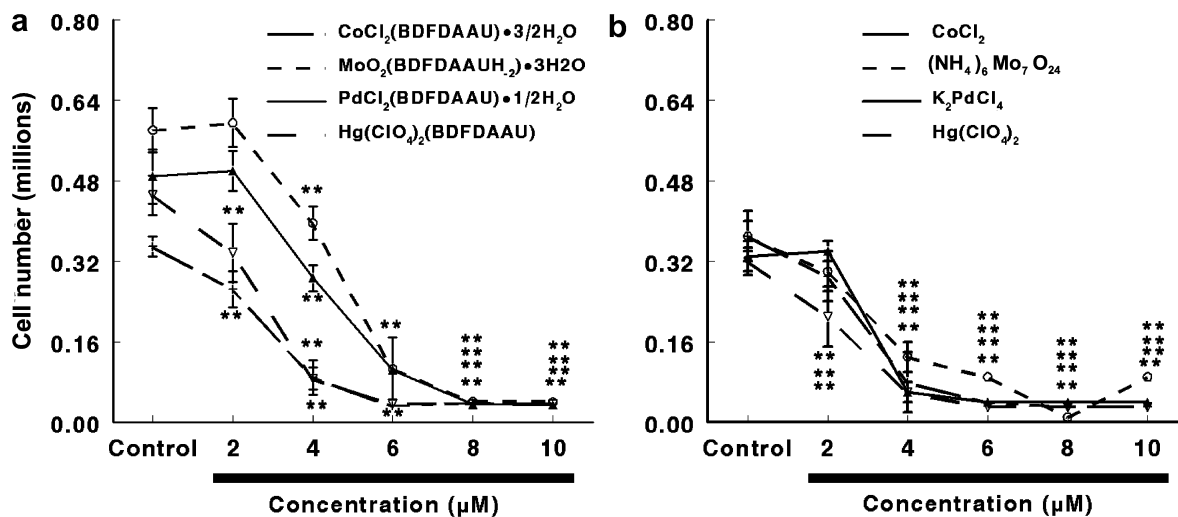 a
CoCl2(BDFDAAU)•3/2H2O
MoO2(BDFDAAUH-2)•3H2O
PdCl2(BDFDAAU)•1/2H2O
Hg(ClO4)2(BDFDAAU)
Cell number (millions)
0.80
0.64
0.48
0.32
0.16
0.00
** ** ** ** ** ** ** ** ** ** ** ** ** ** ** **
Control 2 4 6 8 10
Concentration (µM)
b
CoCl2
(NH4)6 Mo7 O24
K2PdCl4
Hg(ClO4)2
0.80
0.64
0.48
0.32
0.16
0.00
** ** ** ** ** ** ** ** ** ** ** ** ** ** ** ** ** ** **
Control 2 4 6 8 10
Concentration (µM)